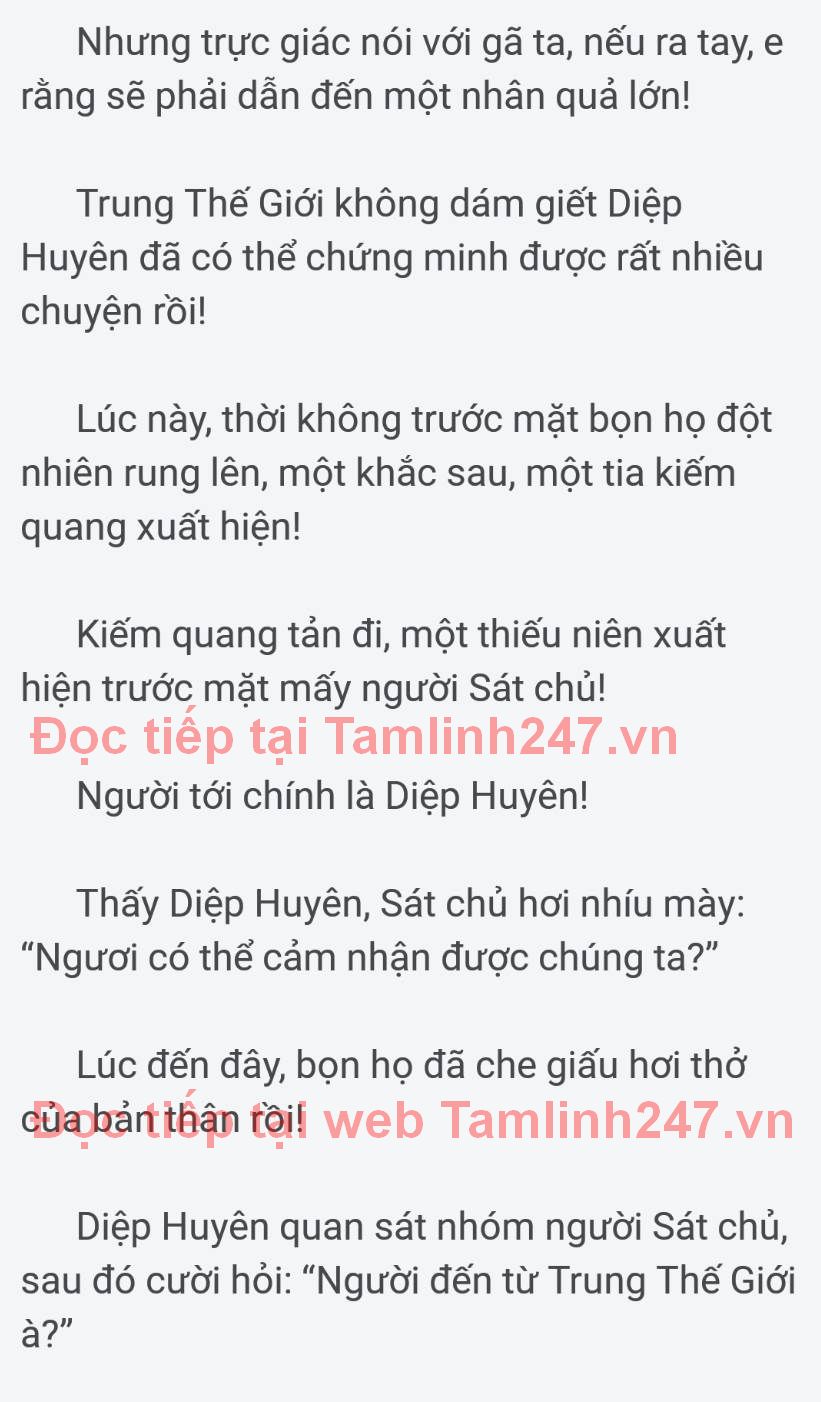 Nhưng trực giác nói với gã ta, nếu ra tay, e
rằng sẽ phải dẫn đến một nhân quả lớn!
Trung Thế Giới không dám giết Diệp
Huyên đã có thể chứng minh được rất nhiều
chuyện rồi!
Lúc này, thời không trước mặt bọn họ đột
nhiên rung lên, một khắc sau, một tia kiếm
quang xuất hiện!
Kiếm quang tản đi, một thiếu niên xuất
hiện trước mặt mấy người Sát chủ!
Đọc tiếp tại Tamlinh247.vn
Người tới chính là Diệp Huyên!
Thấy Diệp Huyên, Sát chủ hơi nhíu mày:
“Ngươi có thể cảm nhận được chúng ta?”
Lúc đến đây, bọn họ đã che giấu hơi thở
của bản thân rồi!
Đọc tiếp tại web Tamlinh247.vn
Diệp Huyên quan sát nhóm người Sát chủ,
sau đó cười hỏi: “Người đến từ Trung Thế Giới
à?”